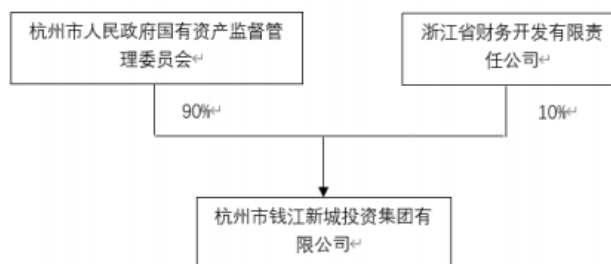 杭州市人民政府国有资产监督管
理委员会↵
浙江省财务开发有限责
任公司↵
90%↵
10%↵
杭州市钱江新城投资集团有
限公司↵